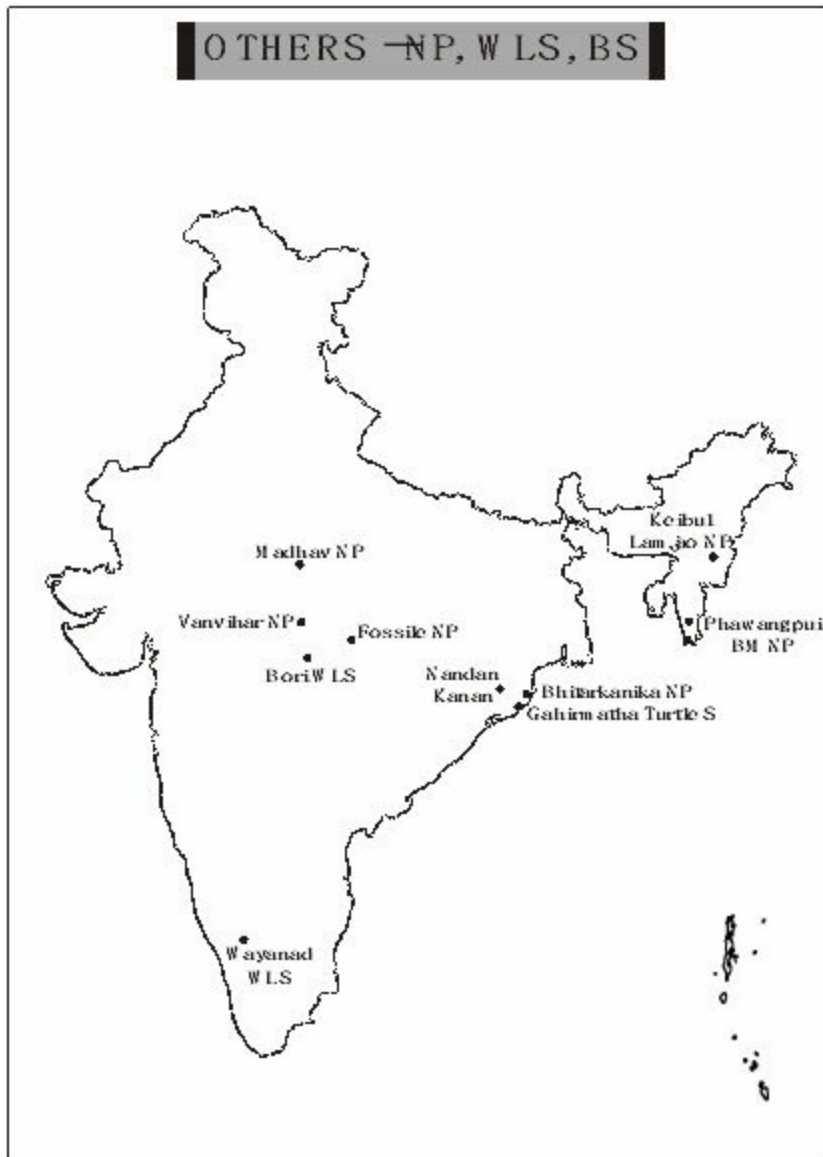 OTHERS - NP, WLS, BS
Keibul
Lamjao NP
Madhav NP
Vanvihar NP
Fossile NP
Phawangpui
BM NP
Bori WLS
Nandan
Kanan
Bhitarkanika NP
Gahirmatha Turtle S
Wayanad
WLS